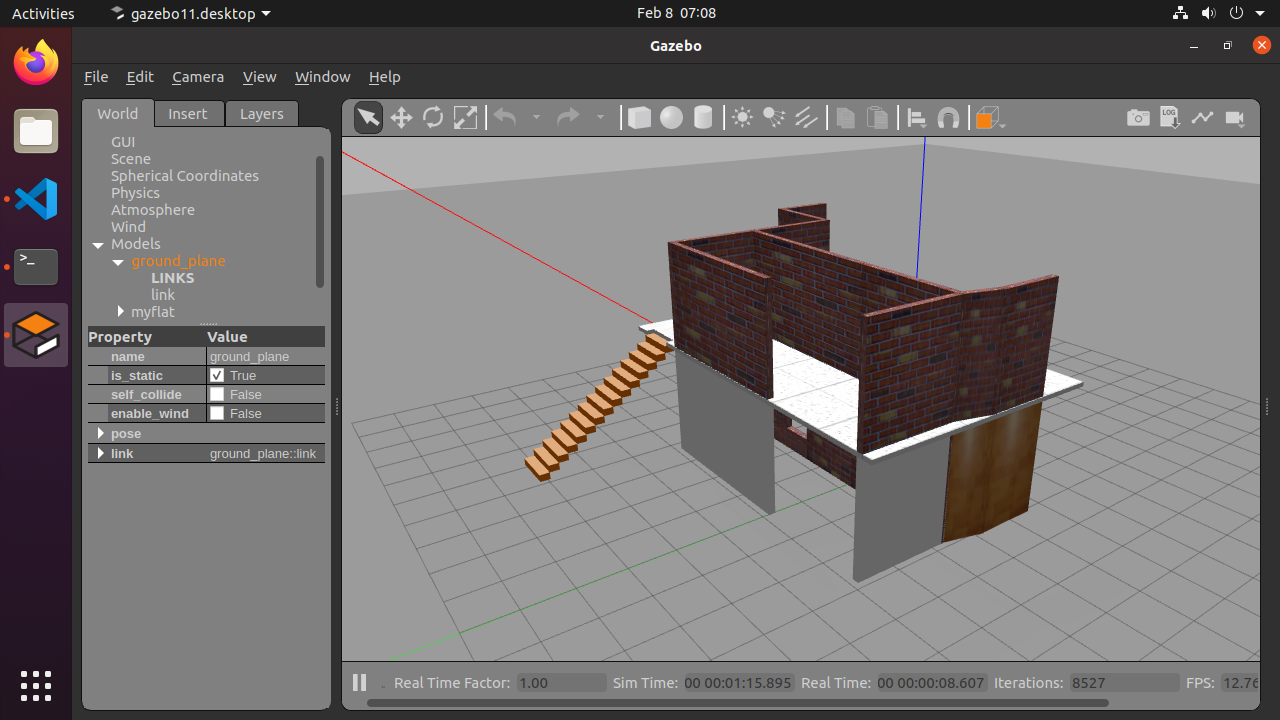 Activities gazebo11.desktop Feb 8 07:08
Gazebo
File Edit Camera View Window Help
World Insert Layers
LOG
GUI
Scene
Spherical Coordinates
Physics
Atmosphere
Wind
Models
ground_plane
LINKS
link
myflat
Property Value
name ground_plane
is_static True
self_collide False
enable_wind False
pose
link ground_plane::link
>_
Real Time Factor: 1.00 Sim Time: 00 00:01:15.895 Real Time: 00 00:00:08.607 Iterations: 8527 FPS: 12.76